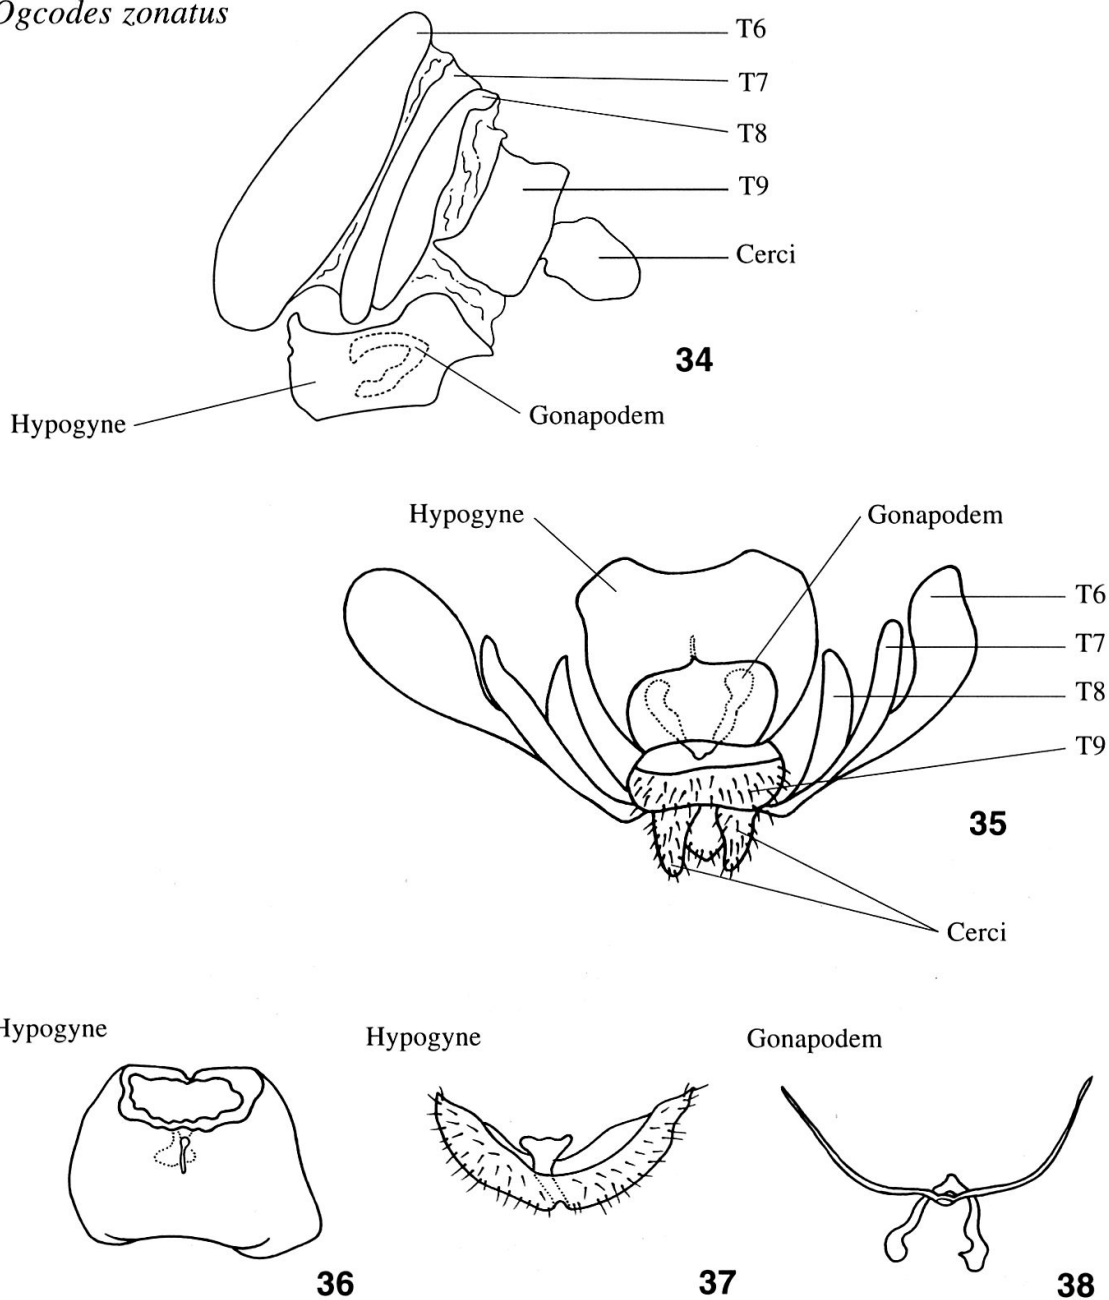 Ogcodes zonatus
T6
T7
T8
T9
Cerci
34
Hypogyne
Gonapodem
Hypogyne
Gonapodem
T6
T7
T8
T9
35
Cerci
Hypogyne
Hypogyne
Gonapodem
36
37
38